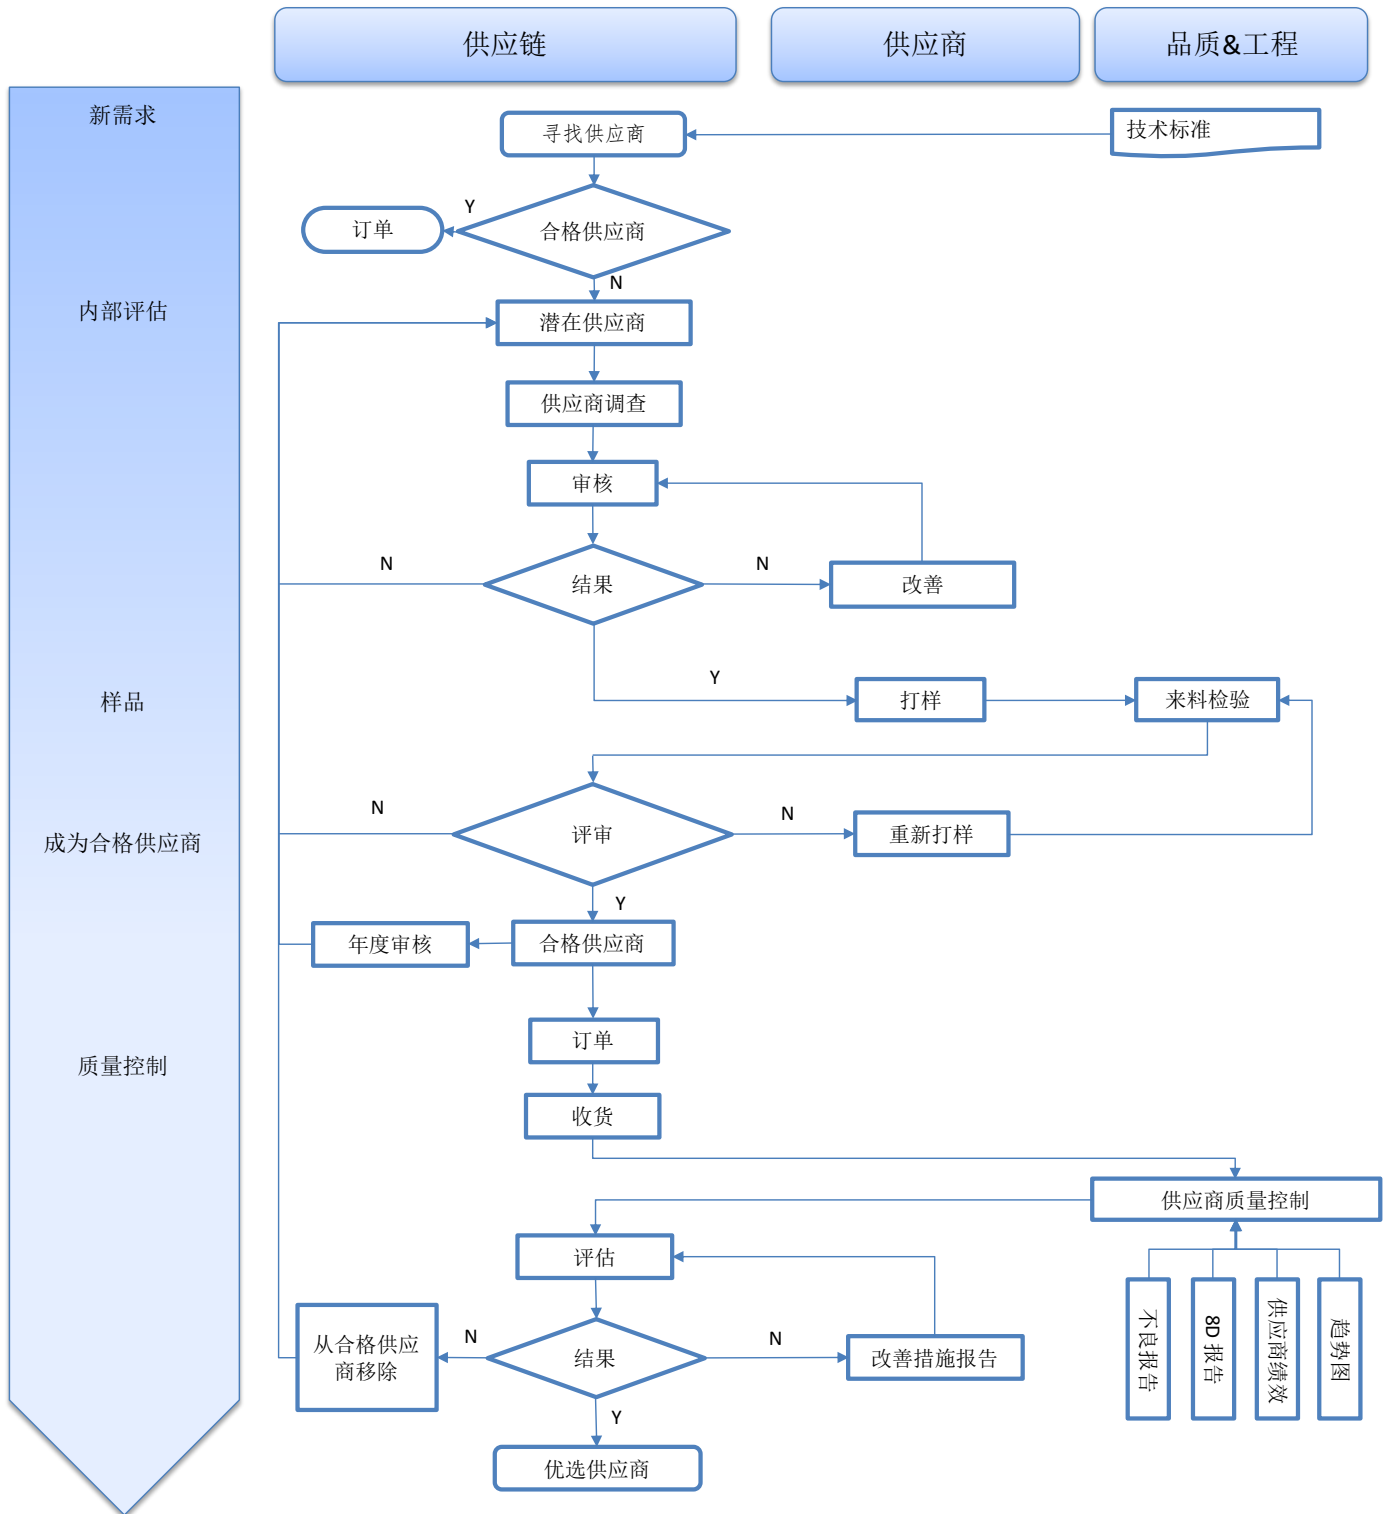 供应链
供应商
品质&工程
新需求
寻找供应商
技术标准
Y
订单
合格供应商
N
内部评估
潜在供应商
供应商调查
审核
N
结果
N
改善
样品
Y
打样
来料检验
N
评审
N
重新打样
成为合格供应商
Y
年度审核
合格供应商
订单
质量控制
收货
供应商质量控制
评估
不良报告
8D 报告
供应商绩效
趋势图
从合格供应
商移除
N
结果
N
改善措施报告
Y
优选供应商